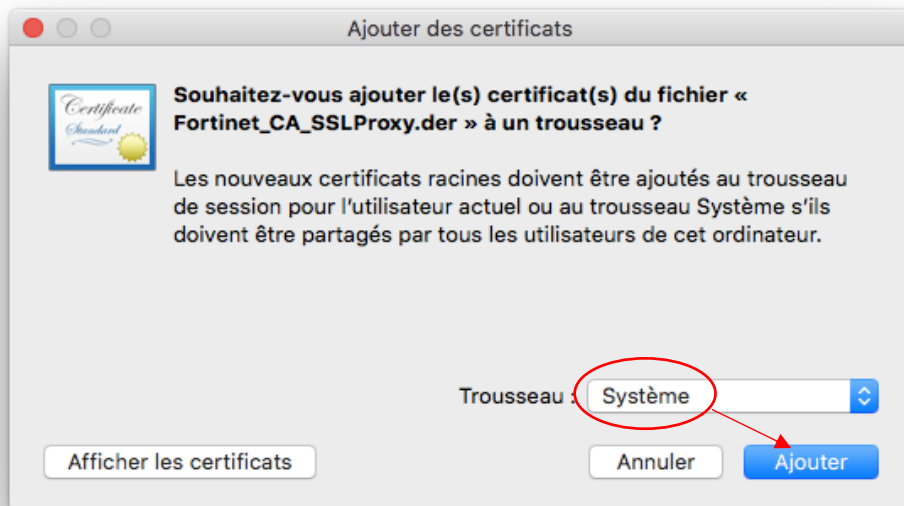 Ajouter des certificats
Certificate
Standard
Souhaitez-vous ajouter le(s) certificat(s) du fichier «
Fortinet_CA_SSLProxy.der » à un trousseau ?
Les nouveaux certificats racines doivent être ajoutés au trousseau
de session pour l'utilisateur actuel ou au trousseau Système s'ils
doivent être partagés par tous les utilisateurs de cet ordinateur.
Trousseau : Système
Afficher les certificats Annuler Ajouter